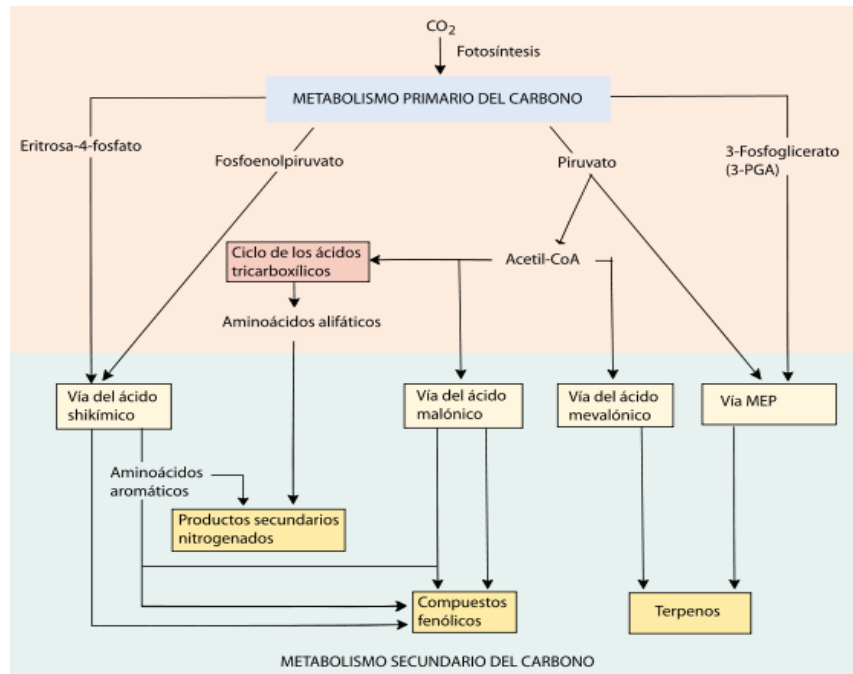 CO2
Fotosíntesis
METABOLISMO PRIMARIO DEL CARBONO
Eritrosa-4-fosfato
Fosfoenolpiruvato
Piruvato
3-Fosfoglicerato
(3-PGA)
Ciclo de los ácidos
tricarboxílicos
Acetil-CoA
Aminoácidos alifáticos
Vía del ácido
shikímico
Vía del ácido
malónico
Vía del ácido
mevalónico
Vía MEP
Aminoácidos
aromáticos
Productos secundarios
nitrogenados
Compuestos
fenólicos
Terpenos
METABOLISMO SECUNDARIO DEL CARBONO